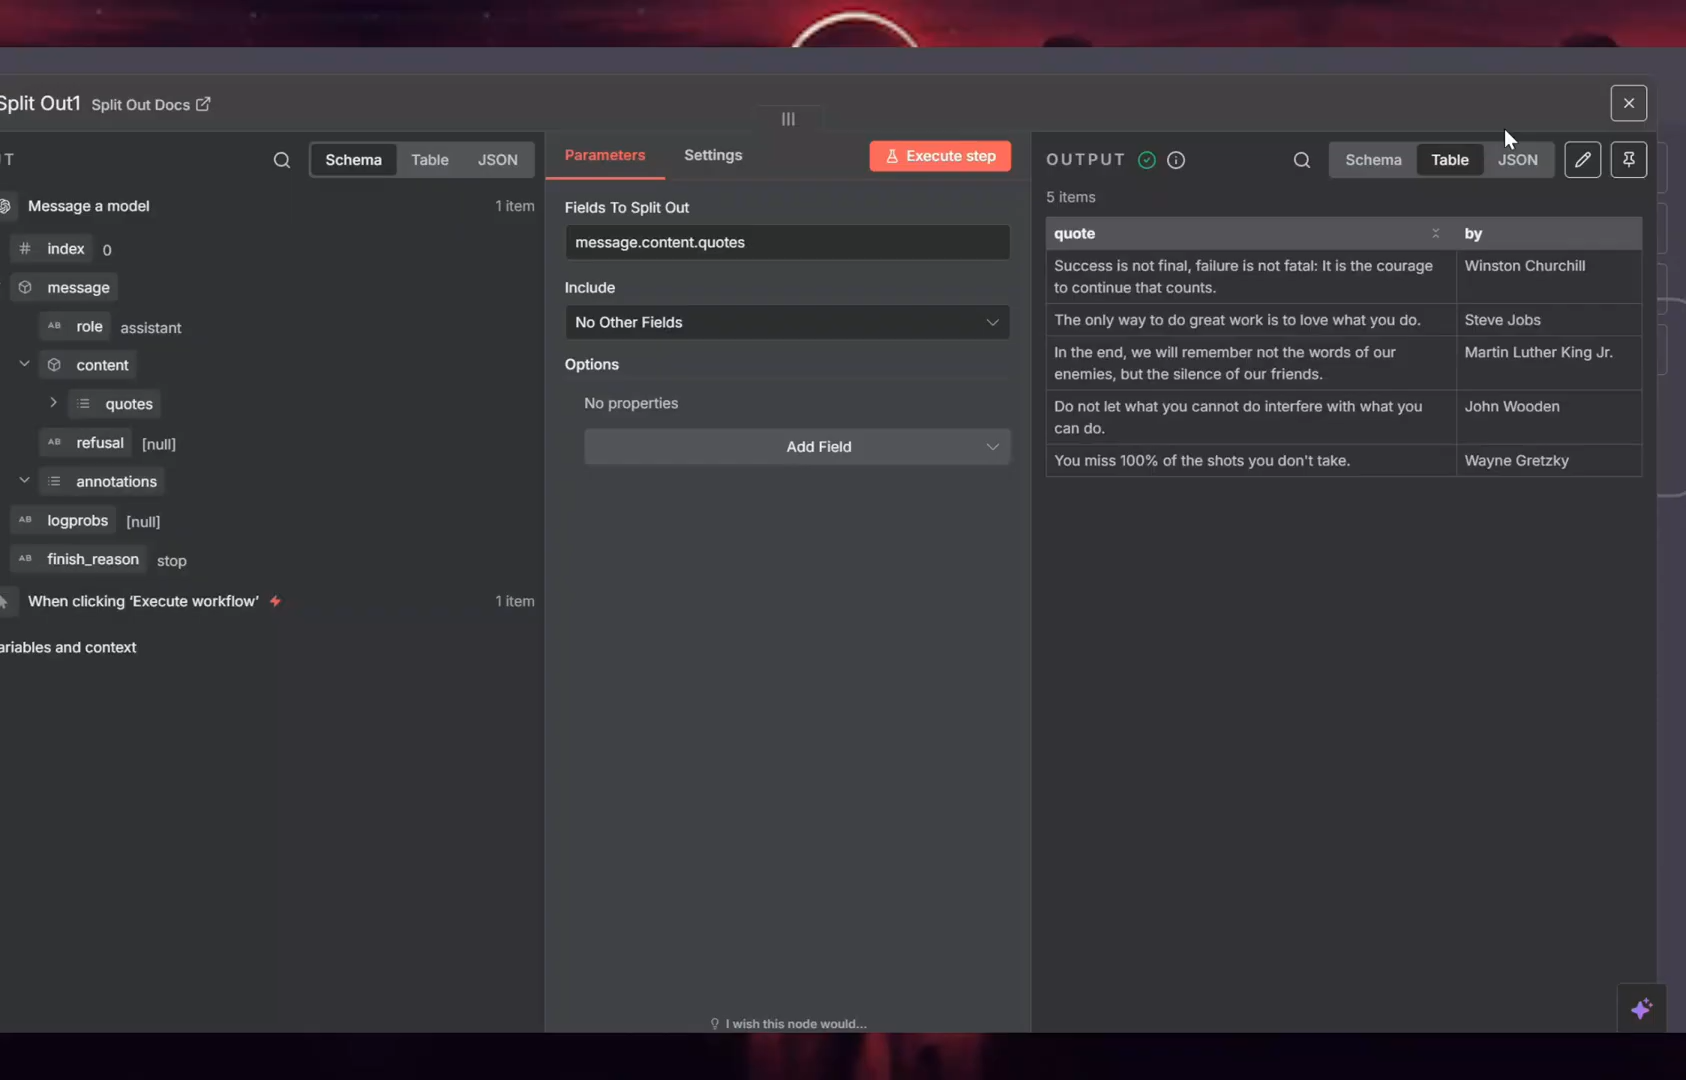 Split Out1 Split Out Docs
T
Schema Table JSON
Message a model 1 item
# index 0
message
AB role assistant
content
quotes
AB refusal [null]
annotations
AB logprobs [null]
AB finish_reason stop
When clicking ‘Execute workflow’ 1 item
ariables and context
Parameters Settings Execute step
Fields To Split Out
message.content.quotes
Include
No Other Fields
Options
No properties
Add Field
I wish this node would...
OUTPUT Schema Table JSON
5 items
quote by
Success is not final, failure is not fatal: It is the courage
to continue that counts.
Winston Churchill
The only way to do great work is to love what you do. Steve Jobs
In the end, we will remember not the words of our
enemies, but the silence of our friends.
Martin Luther King Jr.
Do not let what you cannot do interfere with what you
can do.
John Wooden
You miss 100% of the shots you don't take. Wayne Gretzky